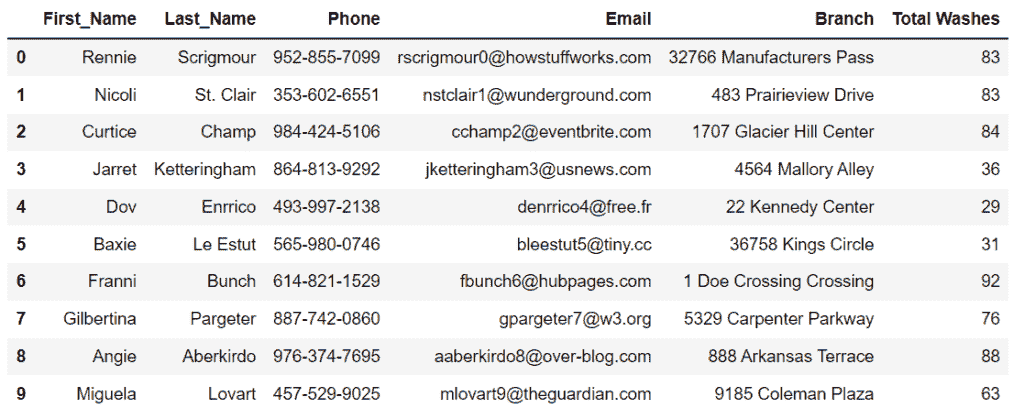 First_Name Last_Name Phone Email Branch Total Washes
0 Rennie Scrigmour 952-855-7099 rscrigmour0@howstuffworks.com 32766 Manufacturers Pass 83
1 Nicoli St. Clair 353-602-6551 nstclair1@wunderground.com 483 Prairieview Drive 83
2 Curtice Champ 984-424-5106 cchamp2@eventbrite.com 1707 Glacier Hill Center 84
3 Jarret Ketteringham 864-813-9292 jketteringham3@usnews.com 4564 Mallory Alley 36
4 Dov Enrrico 493-997-2138 denrrico4@free.fr 22 Kennedy Center 29
5 Baxie Le Estut 565-980-0746 bleestut5@tiny.cc 36758 Kings Circle 31
6 Franni Bunch 614-821-1529 fbunch6@hubpages.com 1 Doe Crossing Crossing 92
7 Gilbertina Pargeter 887-742-0860 gpargeter7@w3.org 5329 Carpenter Parkway 76
8 Angie Aberkirdo 976-374-7695 aaberkirdo8@over-blog.com 888 Arkansas Terrace 88
9 Miguela Lovart 457-529-9025 mlovart9@theguardian.com 9185 Coleman Plaza 63